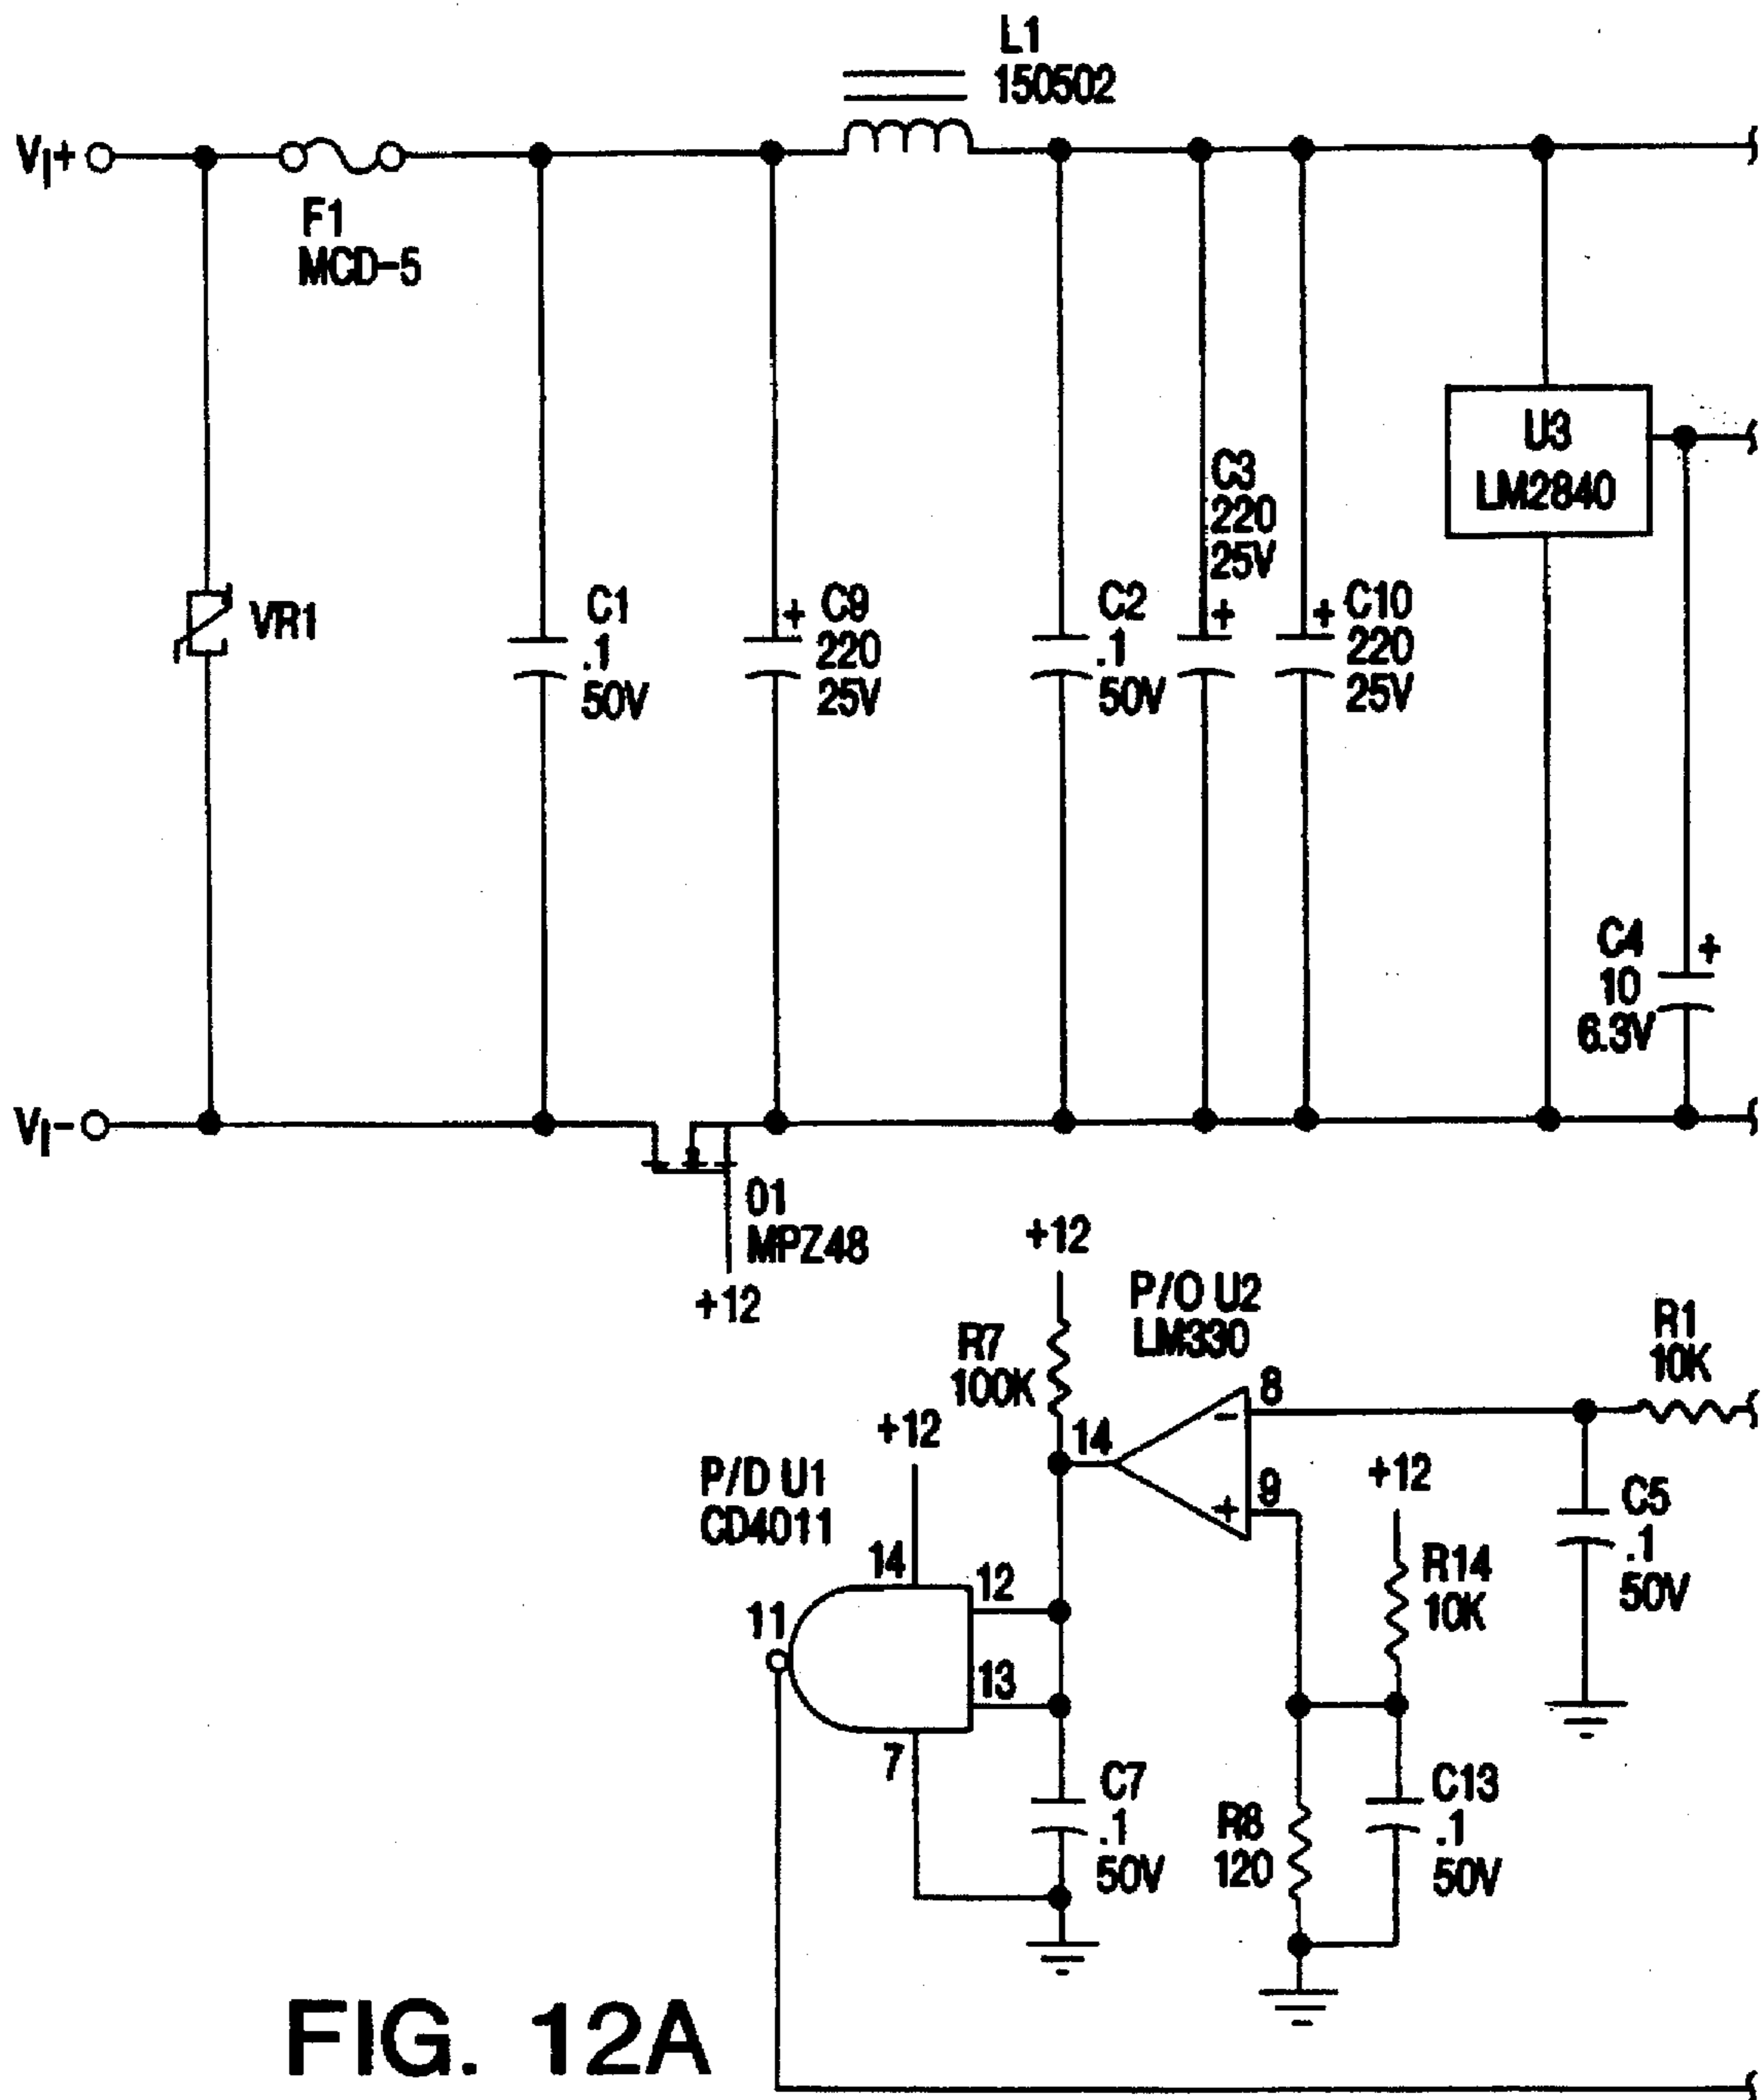 L1
150502
VI+
F1
MCD-5
U3
LM2840
C3
220
25V
VR1
C1
.1
50V
+
C9
220
25V
C2
.1
50V
+
+
C10
220
25V
C4
10
6.3V
+
VI-
01
MPZ48
+12
+12
P/O U2
LM330
R7
100K
R1
10K
8
-
14
9
+
+12
+12
P/D U1
CD4011
C5
.1
50V
R14
10K
14
12
11
13
7
C7
.1
50V
R8
120
C13
.1
50V
FIG. 12A